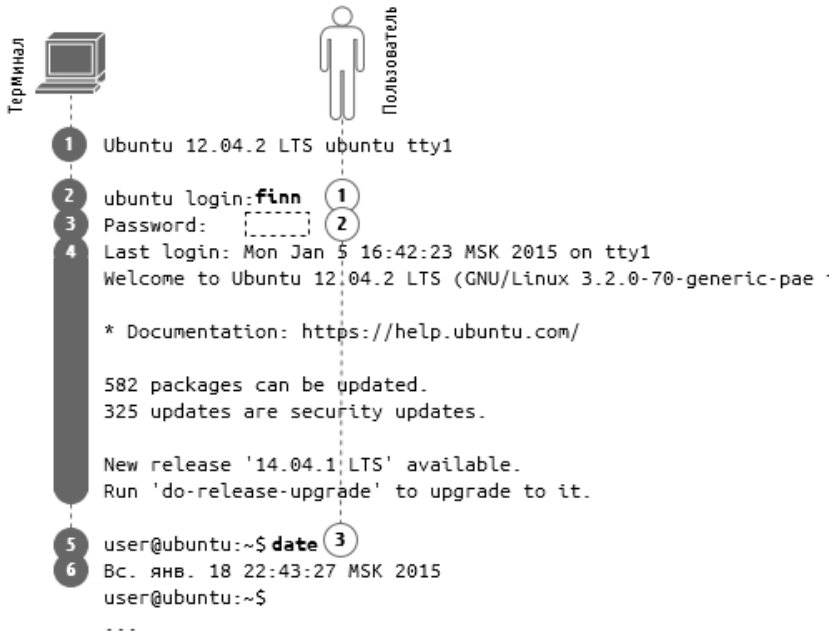 Терминал
Пользователь
1 Ubuntu 12.04.2 LTS ubuntu tty1
2 ubuntu login:finn 1
3 Password: 2
4 Last login: Mon Jan 5 16:42:23 MSK 2015 on tty1
Welcome to Ubuntu 12.04.2 LTS (GNU/Linux 3.2.0-70-generic-pae
* Documentation: https://help.ubuntu.com/
582 packages can be updated.
325 updates are security updates.
New release '14.04.1 LTS' available.
Run 'do-release-upgrade' to upgrade to it.
5 user@ubuntu:~$ date 3
6 Вс. янв. 18 22:43:27 MSK 2015
user@ubuntu:~$
...